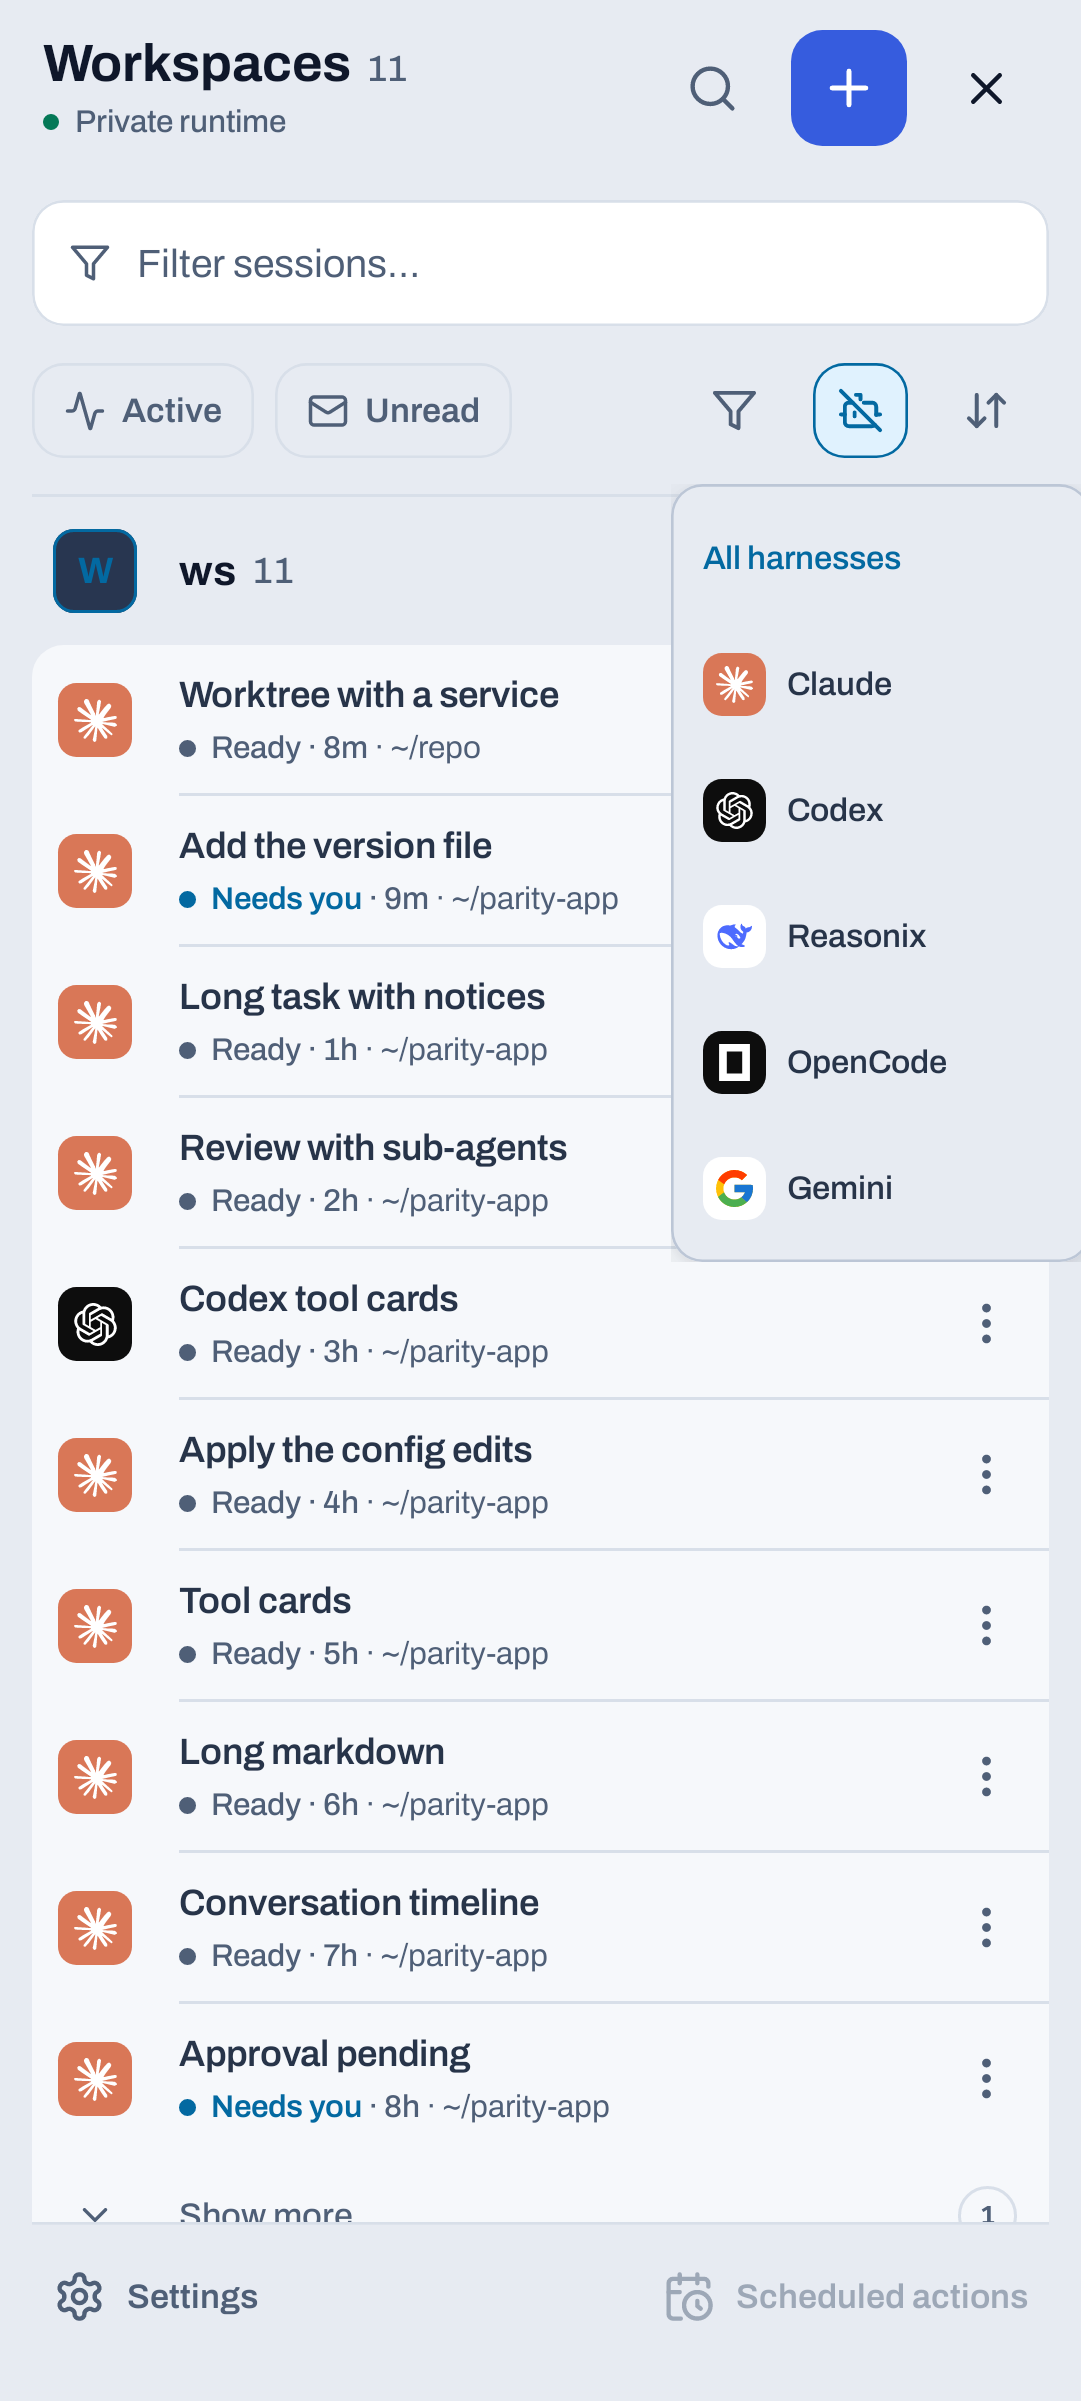 Workspaces 11
Private runtime
Filter sessions...
Active
Unread
All harnesses
Claude
Codex
Reasonix
OpenCode
Gemini
W
ws 11
Worktree with a service
Ready · 8m · ~/repo
Add the version file
Needs you · 9m · ~/parity-app
Long task with notices
Ready · 1h · ~/parity-app
Review with sub-agents
Ready · 2h · ~/parity-app
Codex tool cards
Ready · 3h · ~/parity-app
Apply the config edits
Ready · 4h · ~/parity-app
Tool cards
Ready · 5h · ~/parity-app
Long markdown
Ready · 6h · ~/parity-app
Conversation timeline
Ready · 7h · ~/parity-app
Approval pending
Needs you · 8h · ~/parity-app
Show more 1
Settings
Scheduled actions